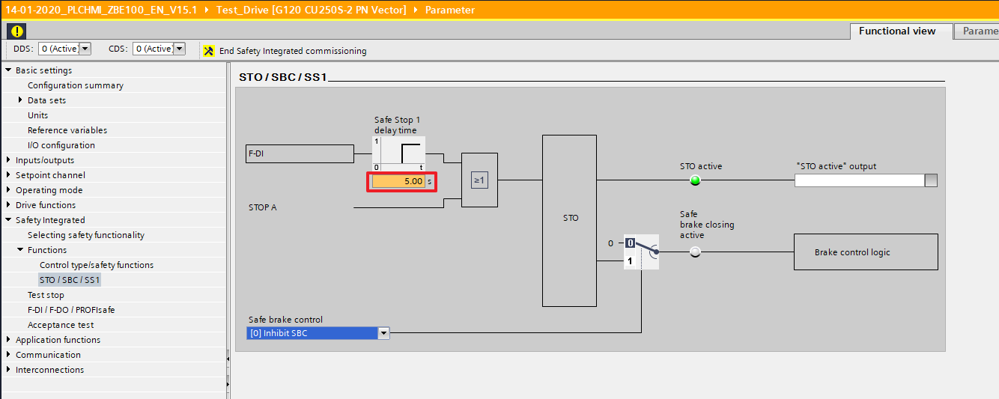 14-01-2020_PLCHMI_ZBE100_EN_V15.1 Test_Drive [G120 CU250S-2 PN Vector] Parameter
Functional view Parame
DDS: 0 (Active) CDS: 0 (Active) End Safety Integrated commissioning
Basic settings
Configuration summary
Data sets
Units
Reference variables
I/O configuration
Inputs/outputs
Setpoint channel
Operating mode
Drive functions
Safety Integrated
Selecting safety functionality
Functions
Control type/safety functions
STO / SBC / SS1
Test stop
F-DI / F-DO / PROFIsafe
Acceptance test
Application functions
Communication
Interconnections
STO / SBC / SS1
Safe Stop 1
delay time
1
0 t
5.00 s
F-DI
STOP A
≥1
STO
STO active
"STO active" output
Safe
brake closing
active
0 0
1
Brake control logic
Safe brake control
[0] Inhibit SBC